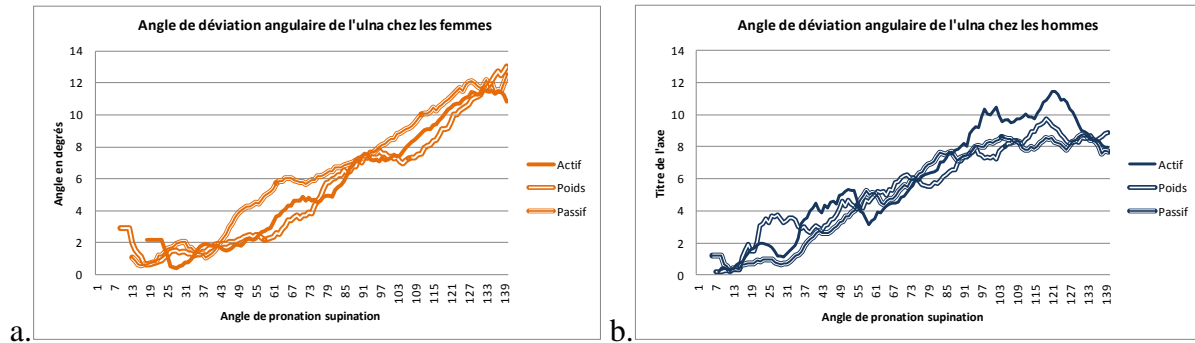 Angle de déviation angulaire de l'ulna chez les femmes
14
12
10
8
6
4
2
0
Angle en degrés
1 7 13 19 25 31 37 43 49 55 61 67 73 79 85 91 97 103 109 115 121 127 133 139
Angle de pronation supination
Actif
Poids
Passif
a.
Angle de déviation angulaire de l'ulna chez les hommes
14
12
10
8
6
4
2
0
Titre de l'axe
1 7 13 19 25 31 37 43 49 55 61 67 73 79 85 91 97 103 109 115 121 127 133 139
Angle de pronation supination
Actif
Poids
Passif
b.